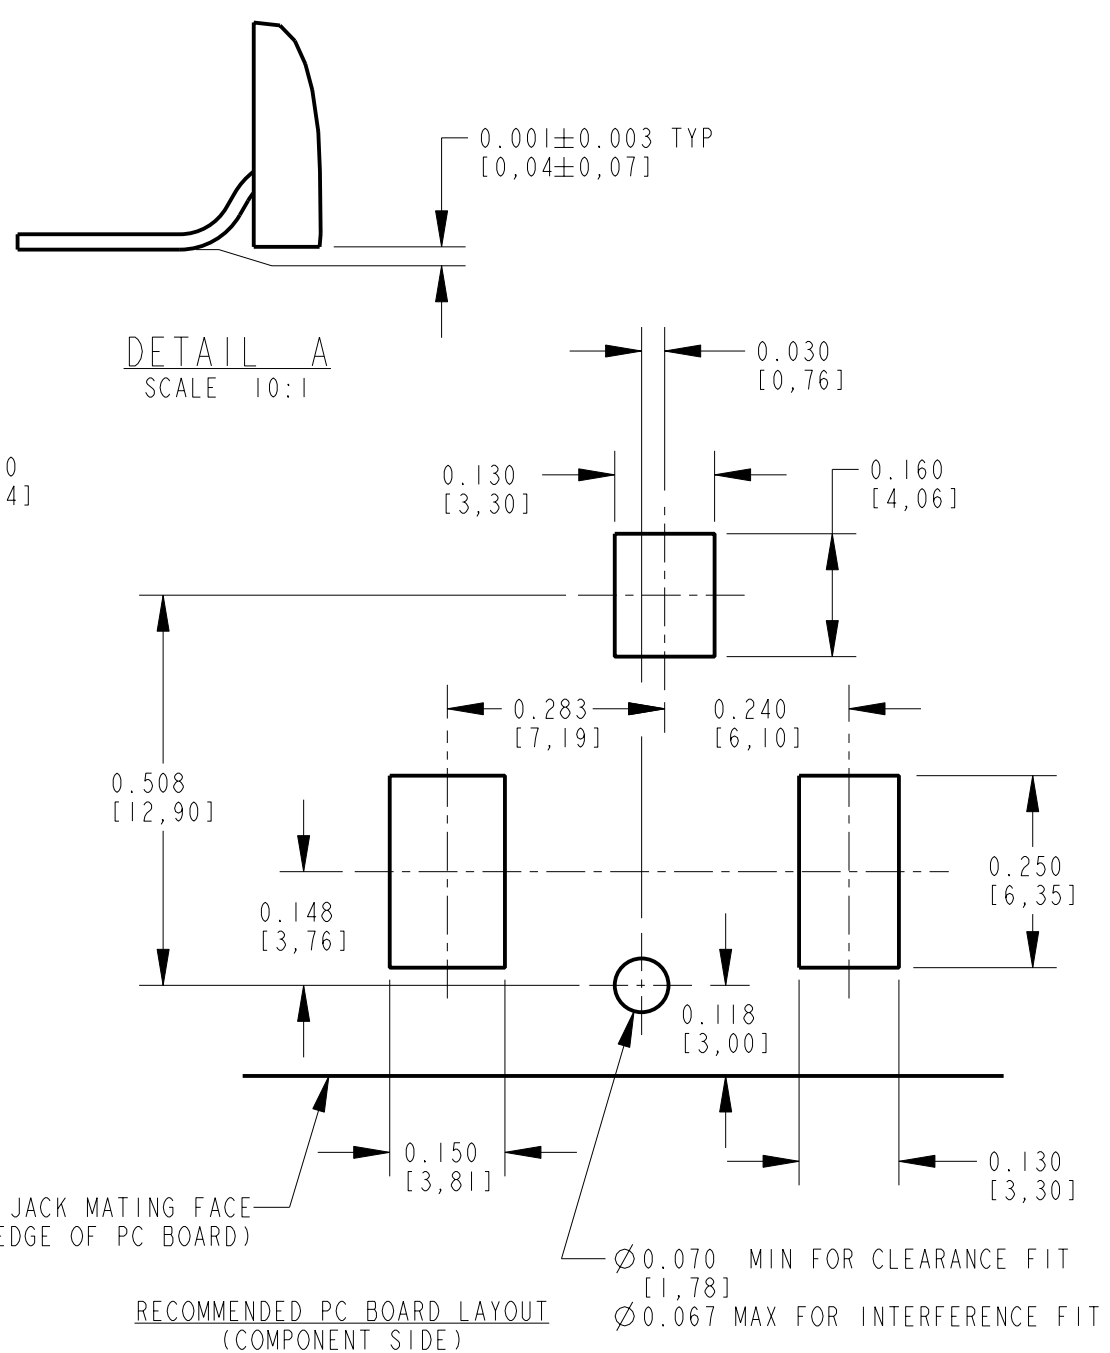 0.001±0.003 TYP
[0,04±0,07]
DETAIL A
SCALE 10:1
0.030
[0,76]
0
4]
0.130
[3,30]
0.160
[4,06]
0.283
[7,19]
0.240
[6,10]
0.508
[12,90]
0.250
[6,35]
0.148
[3,76]
0.118
[3,00]
0.150
[3,81]
0.130
[3,30]
JACK MATING FACE
EDGE OF PC BOARD)
Ø0.070 MIN FOR CLEARANCE FIT
[1,78]
Ø0.067 MAX FOR INTERFERENCE FIT
RECOMMENDED PC BOARD LAYOUT
(COMPONENT SIDE)